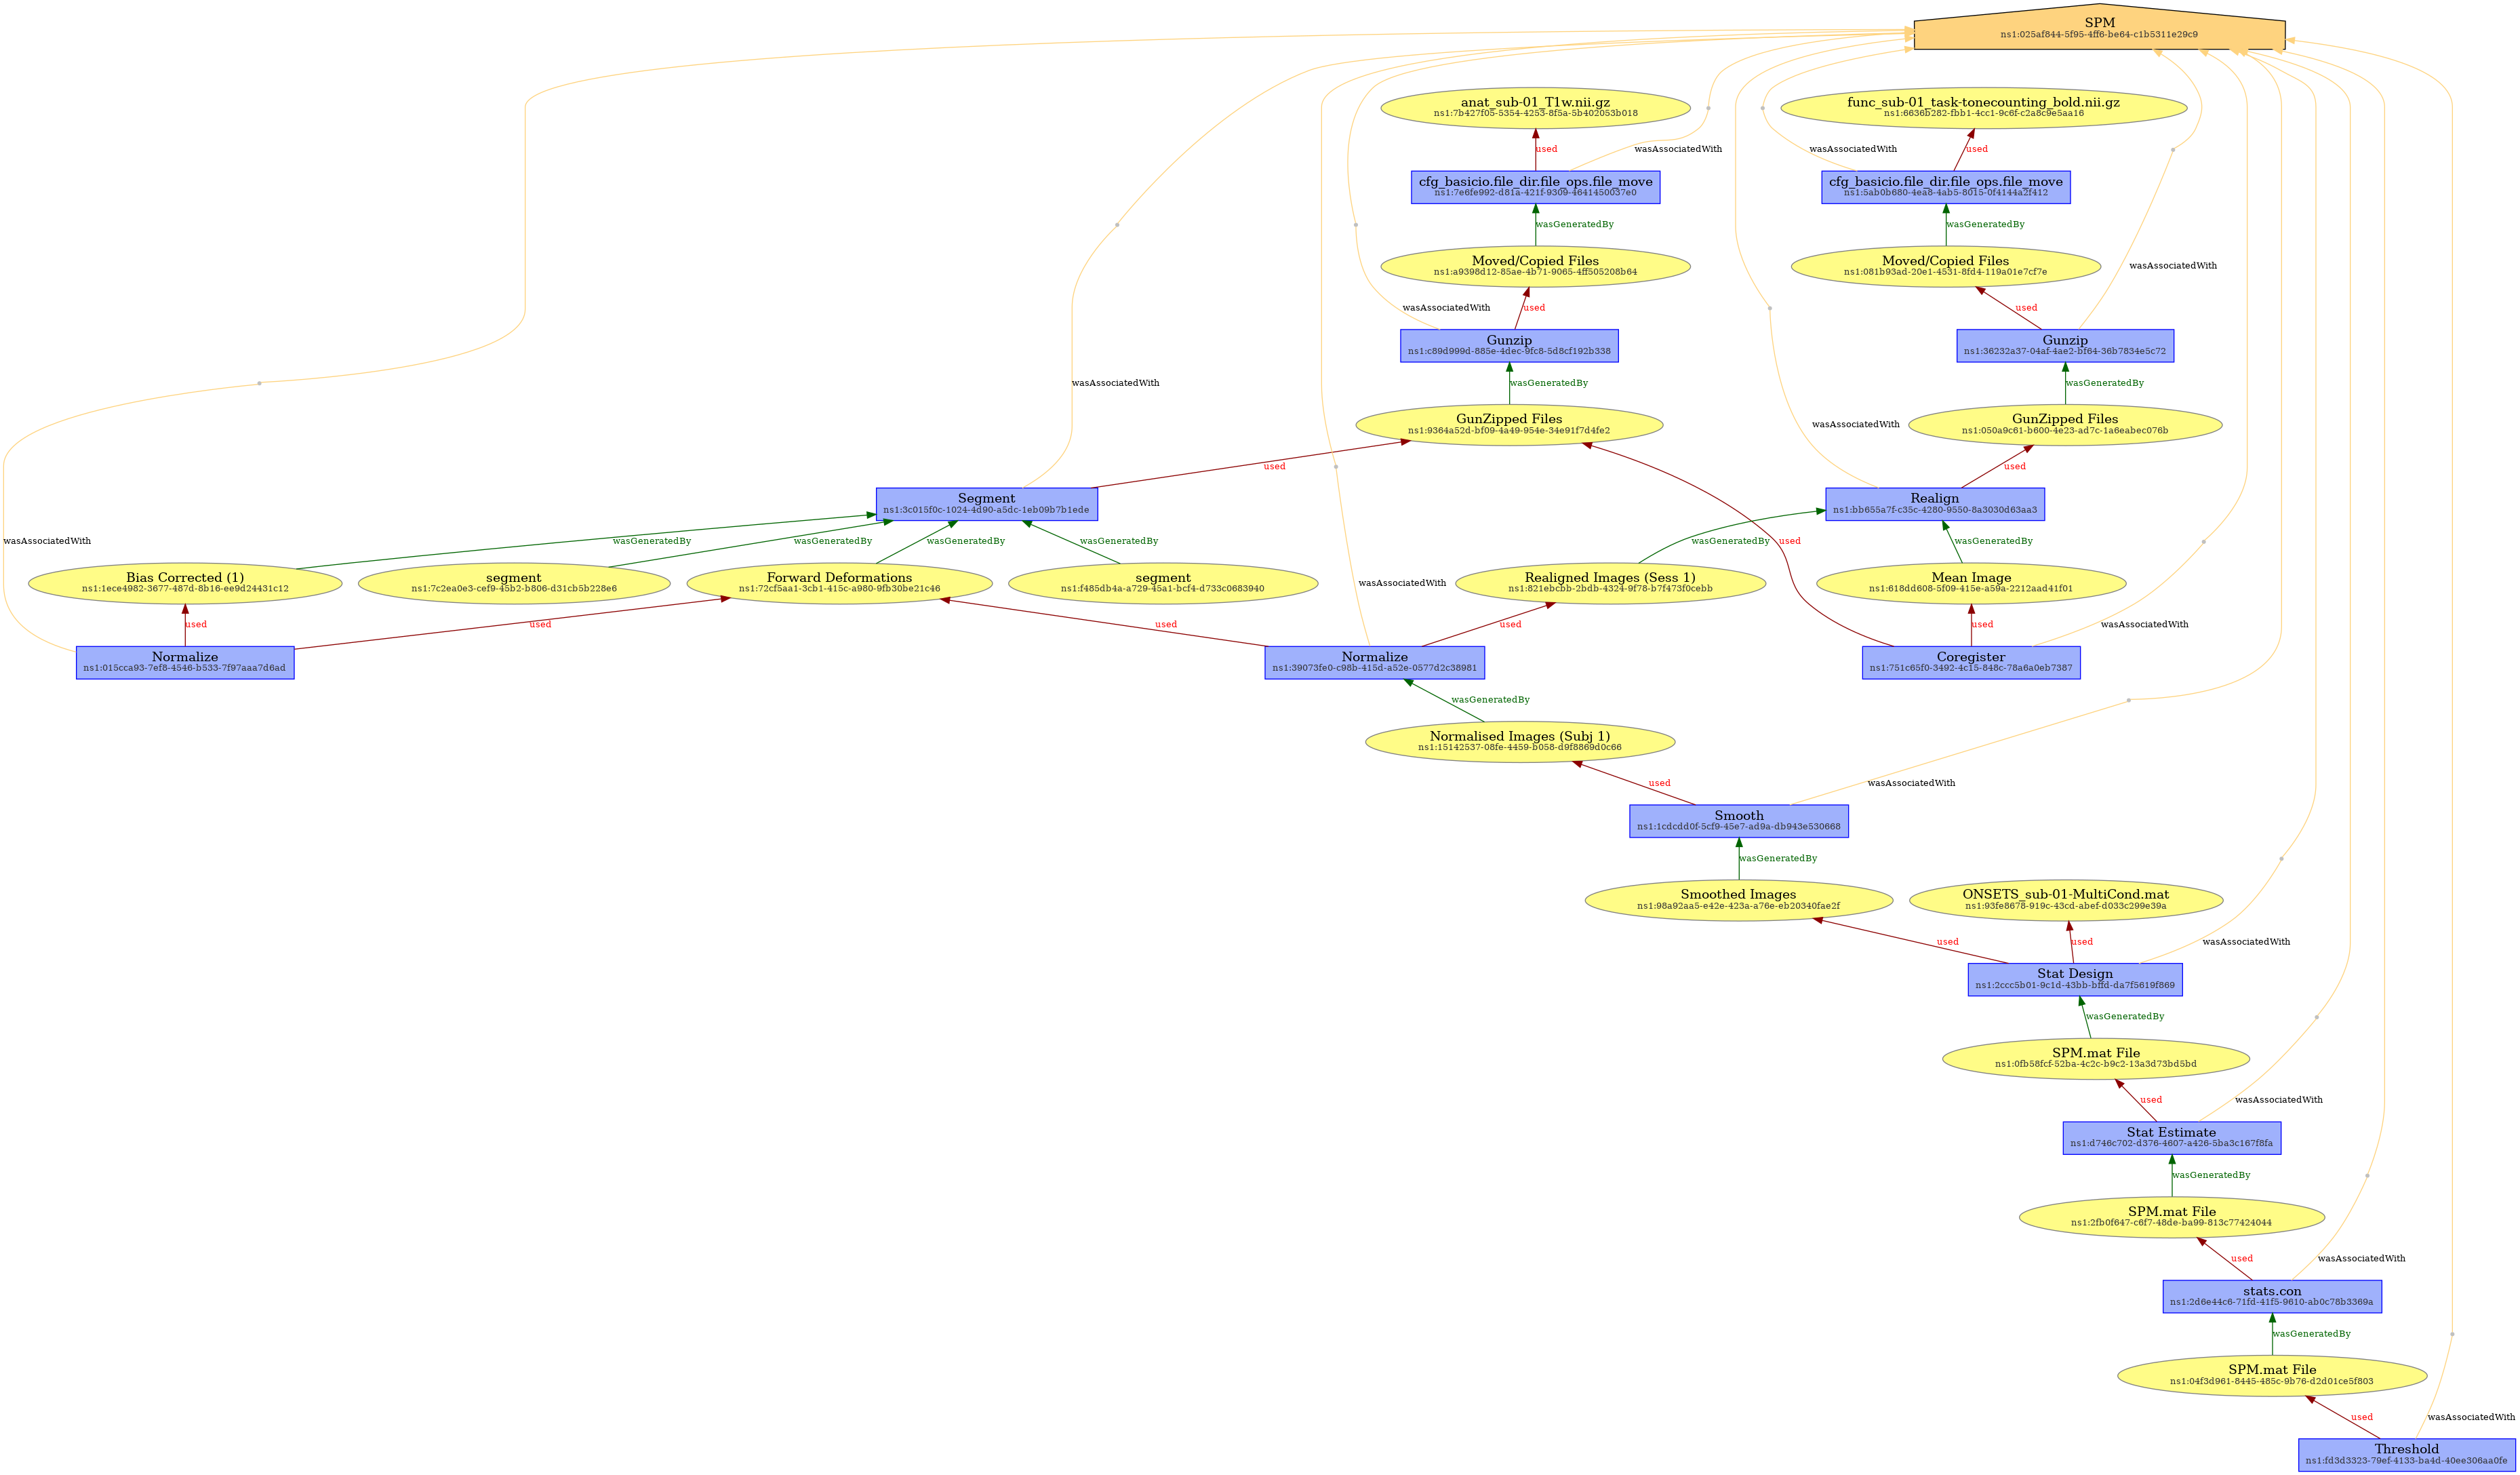 SPM
ns1:025af844-5f95-4ff6-be64-c1b5311e29c9
anat_sub-01_T1w.nii.gz
ns1:7b427f05-5354-4253-8f5a-5b402053b018
func_sub-01_task-tonecounting_bold.nii.gz
ns1:6636b282-fbb1-4cc1-9c6f-c2a8c9e5aa16
used
wasAssociatedWith
wasAssociatedWith
used
cfg_basicio.file_dir.file_ops.file_move
ns1:7e6fe992-d81a-421f-9309-4641450037e0
cfg_basicio.file_dir.file_ops.file_move
ns1:5ab0b680-4ea8-4ab5-8015-0f4144a2f412
wasGeneratedBy
wasGeneratedBy
Moved/Copied Files
ns1:a9398d12-85ae-4b71-9065-4ff505208b64
Moved/Copied Files
ns1:081b93ad-20e1-4531-8fd4-119a01e7cf7e
wasAssociatedWith
wasAssociatedWith
used
used
Gunzip
ns1:c89d999d-885e-4dec-9fc8-5d8cf192b338
Gunzip
ns1:36232a37-04af-4ae2-bf64-36b7834e5c72
wasAssociatedWith
wasGeneratedBy
wasGeneratedBy
GunZipped Files
ns1:9364a52d-bf09-4a49-954e-34e91f7d4fe2
wasAssociatedWith
GunZipped Files
ns1:050a9c61-b600-4e23-ad7c-1a6eabec076b
used
used
Segment
ns1:3c015f0c-1024-4d90-a5dc-1eb09b7b1ede
Realign
ns1:bb655a7f-c35c-4280-9550-8a3030d63aa3
wasAssociatedWith
wasGeneratedBy
wasGeneratedBy
wasGeneratedBy
wasGeneratedBy
wasGeneratedBy
used
wasGeneratedBy
Bias Corrected (1)
ns1:1ece4982-3677-487d-8b16-ee9d24431c12
segment
ns1:7c2ea0e3-cef9-45b2-b806-d31cb5b228e6
Forward Deformations
ns1:72cf5aa1-3cb1-415c-a980-9fb30be21c46
segment
ns1:f485db4a-a729-45a1-bcf4-d733c0683940
wasAssociatedWith
Realigned Images (Sess 1)
ns1:821ebcbb-2bdb-4324-9f78-b7f473f0cebb
Mean Image
ns1:618dd608-5f09-415e-a59a-2212aad41f01
used
used
used
used
used
wasAssociatedWith
Normalize
ns1:015cca93-7ef8-4546-b533-7f97aaa7d6ad
Normalize
ns1:39073fe0-c98b-415d-a52e-0577d2c38981
Coregister
ns1:751c65f0-3492-4c15-848c-78a6a0eb7387
wasGeneratedBy
Normalised Images (Subj 1)
ns1:15142537-08fe-4459-b058-d9f8869d0c66
used
wasAssociatedWith
Smooth
ns1:1cdcdd0f-5cf9-45e7-ad9a-db943e530668
wasGeneratedBy
Smoothed Images
ns1:98a92aa5-e42e-423a-a76e-eb20340fae2f
ONSETS_sub-01-MultiCond.mat
ns1:93fe8678-919c-43cd-abef-d033c299e39a
used
used
wasAssociatedWith
Stat Design
ns1:2ccc5b01-9c1d-43bb-bffd-da7f5619f869
wasGeneratedBy
SPM.mat File
ns1:0fb58fcf-52ba-4c2c-b9c2-13a3d73bd5bd
used
wasAssociatedWith
Stat Estimate
ns1:d746c702-d376-4607-a426-5ba3c167f8fa
wasGeneratedBy
SPM.mat File
ns1:2fb0f647-c6f7-48de-ba99-813c77424044
used
wasAssociatedWith
stats.con
ns1:2d6e44c6-71fd-41f5-9610-ab0c78b3369a
wasGeneratedBy
SPM.mat File
ns1:04f3d961-8445-485c-9b76-d2d01ce5f803
used
wasAssociatedWith
Threshold
ns1:fd3d3323-79ef-4133-ba4d-40ee306aa0fe